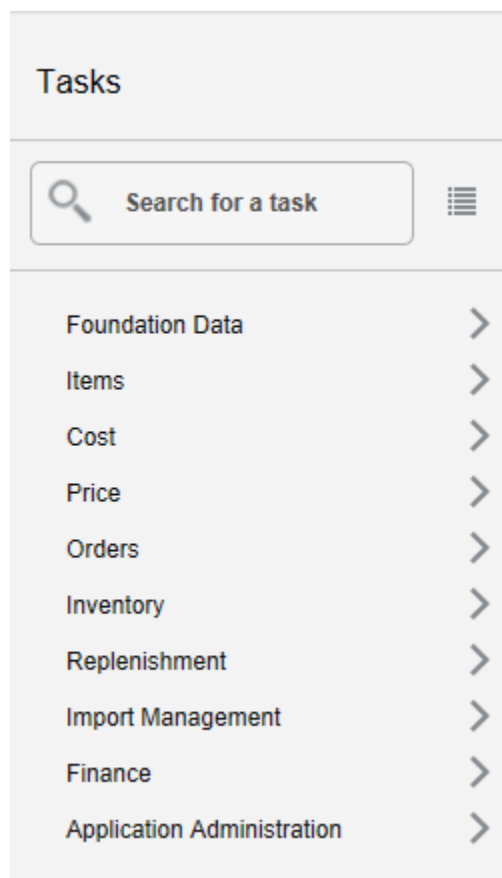 Tasks
Search for a task
Foundation Data
Items
Cost
Price
Orders
Inventory
Replenishment
Import Management
Finance
Application Administration